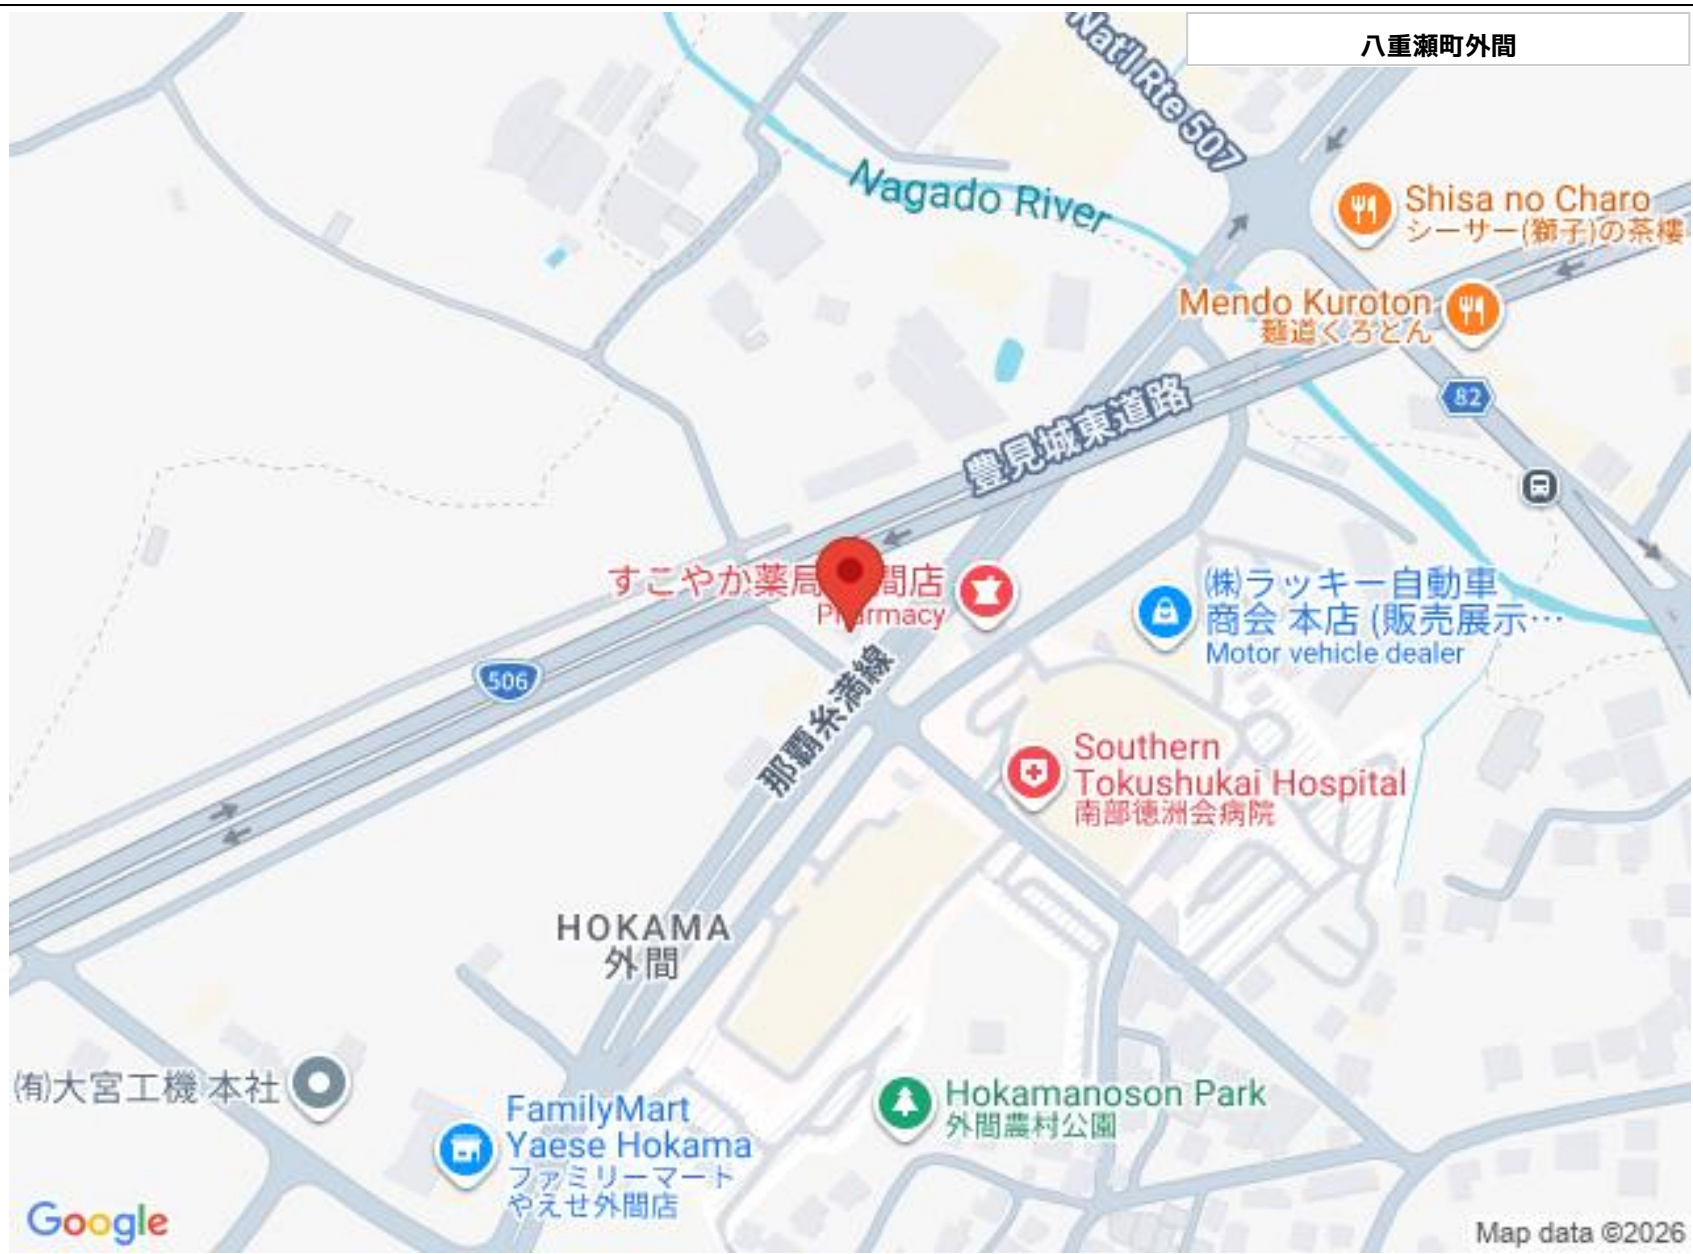 八重瀬町外間
Nat'l Rte 507
Nagado River
Shisa no Charo
シーサー(獅子)の茶樓
Mendo Kuroton
麺道くろとん
82
豊見城東道路
すこやか薬局 間店
Pharmacy
㈱ラッキー自動車
商会 本店 (販売展示…
Motor vehicle dealer
506
那覇糸満線
Southern
Tokushukai Hospital
南部徳洲会病院
HOKAMA
外間
㈲大宮工機 本社
FamilyMart
Yaese Hokama
ファミリーマート
やえせ外間店
Hokamanoson Park
外間農村公園
Google
Map data ©2026